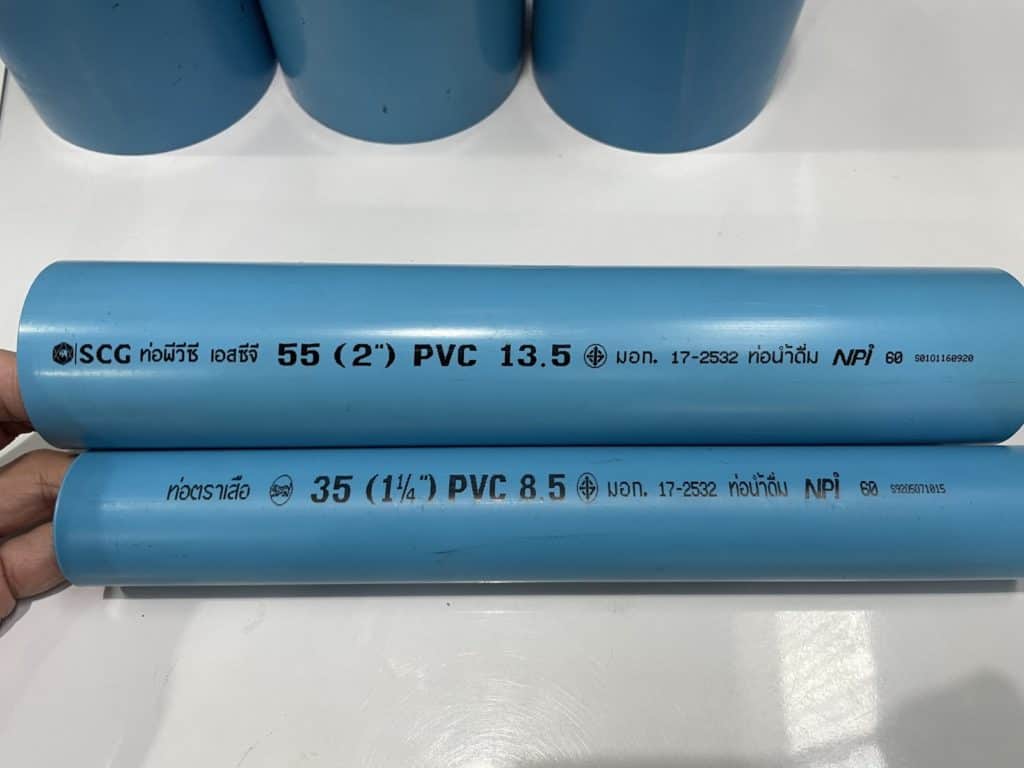 SCG ท่อพีวีซี เอสซีจี 55 (2") PVC 13.5 มอก. 17-2532 ท่อน้ำดื่ม NPi 60 S0101160920
ท่อตราเสือ 35 (1¼") PVC 8.5 มอก. 17-2532 ท่อน้ำดื่ม NPi 60 S9205071015